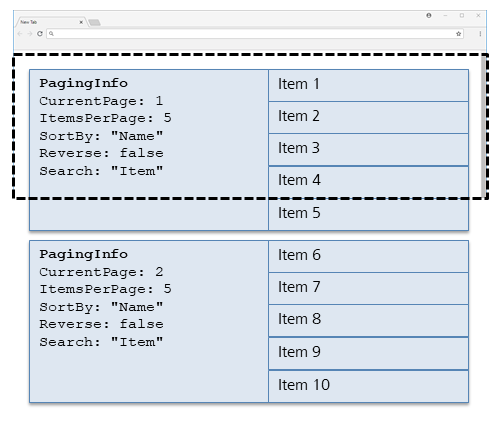 New Tab
PagingInfo
CurrentPage: 1
ItemsPerPage: 5
SortBy: "Name"
Reverse: false
Search: "Item"
Item 1
Item 2
Item 3
Item 4
Item 5
PagingInfo
CurrentPage: 2
ItemsPerPage: 5
SortBy: "Name"
Reverse: false
Search: "Item"
Item 6
Item 7
Item 8
Item 9
Item 10